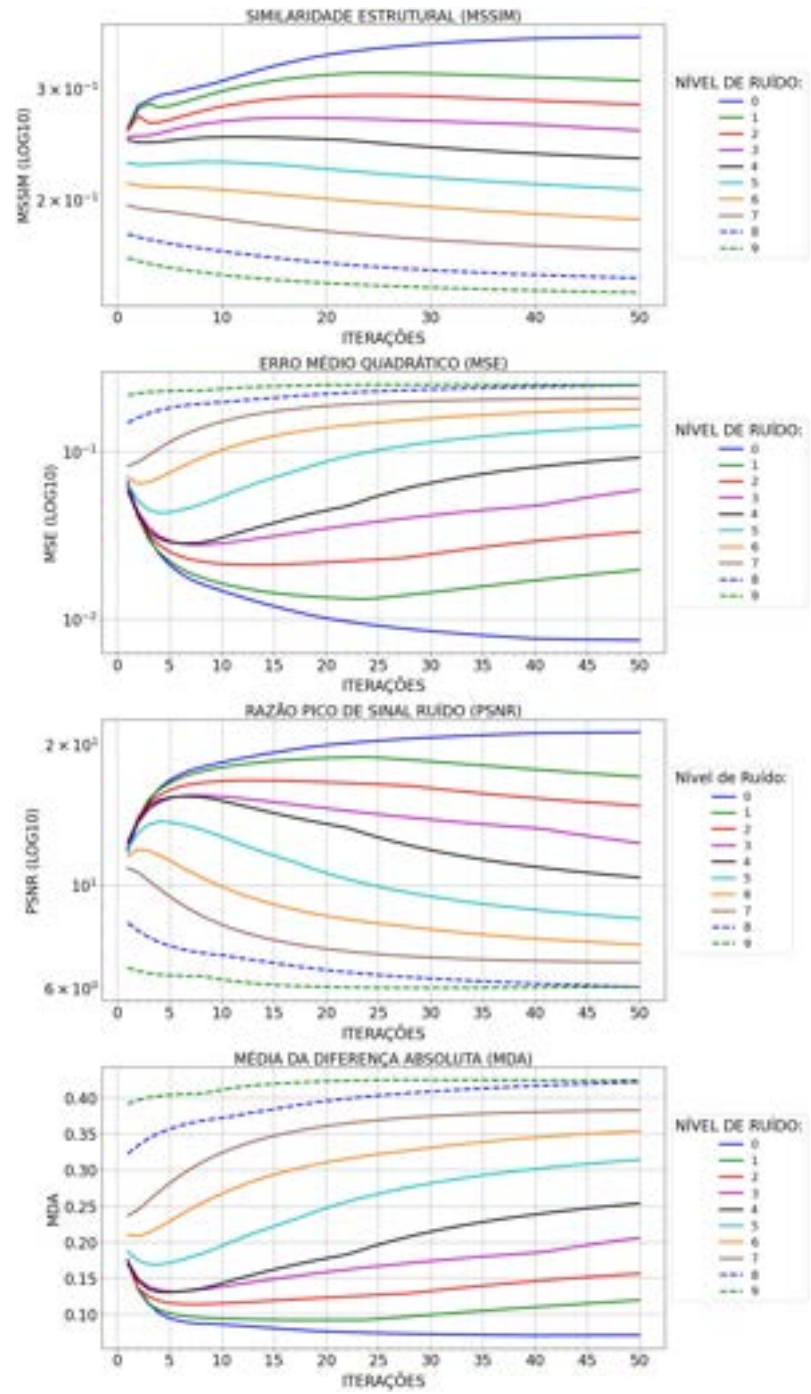 SIMILARIDADE ESTRUTURAL (MSSIM)
MSSIM (LOG10)
3 × 10⁻¹
2 × 10⁻¹
0 5 10 15 20 25 30 35 40 45 50
ITERAÇÕES
NÍVEL DE RUÍDO:
0
1
2
3
4
5
6
7
8
9
ERRO MÉDIO QUADRÁTICO (MSE)
MSE (LOG10)
10⁻¹
10⁻²
0 5 10 15 20 25 30 35 40 45 50
ITERAÇÕES
NÍVEL DE RUÍDO:
0
1
2
3
4
5
6
7
8
9
RAZÃO PICO DE SINAL RUÍDO (PSNR)
PSNR (LOG10)
2 × 10¹
10¹
6 × 10⁰
0 5 10 15 20 25 30 35 40 45 50
ITERAÇÕES
Nível de Ruído:
0
1
2
3
4
5
6
7
8
9
MÉDIA DA DIFERENÇA ABSOLUTA (MDA)
MDA
0.40
0.35
0.30
0.25
0.20
0.15
0.10
0 5 10 15 20 25 30 35 40 45 50
ITERAÇÕES
NÍVEL DE RUÍDO:
0
1
2
3
4
5
6
7
8
9